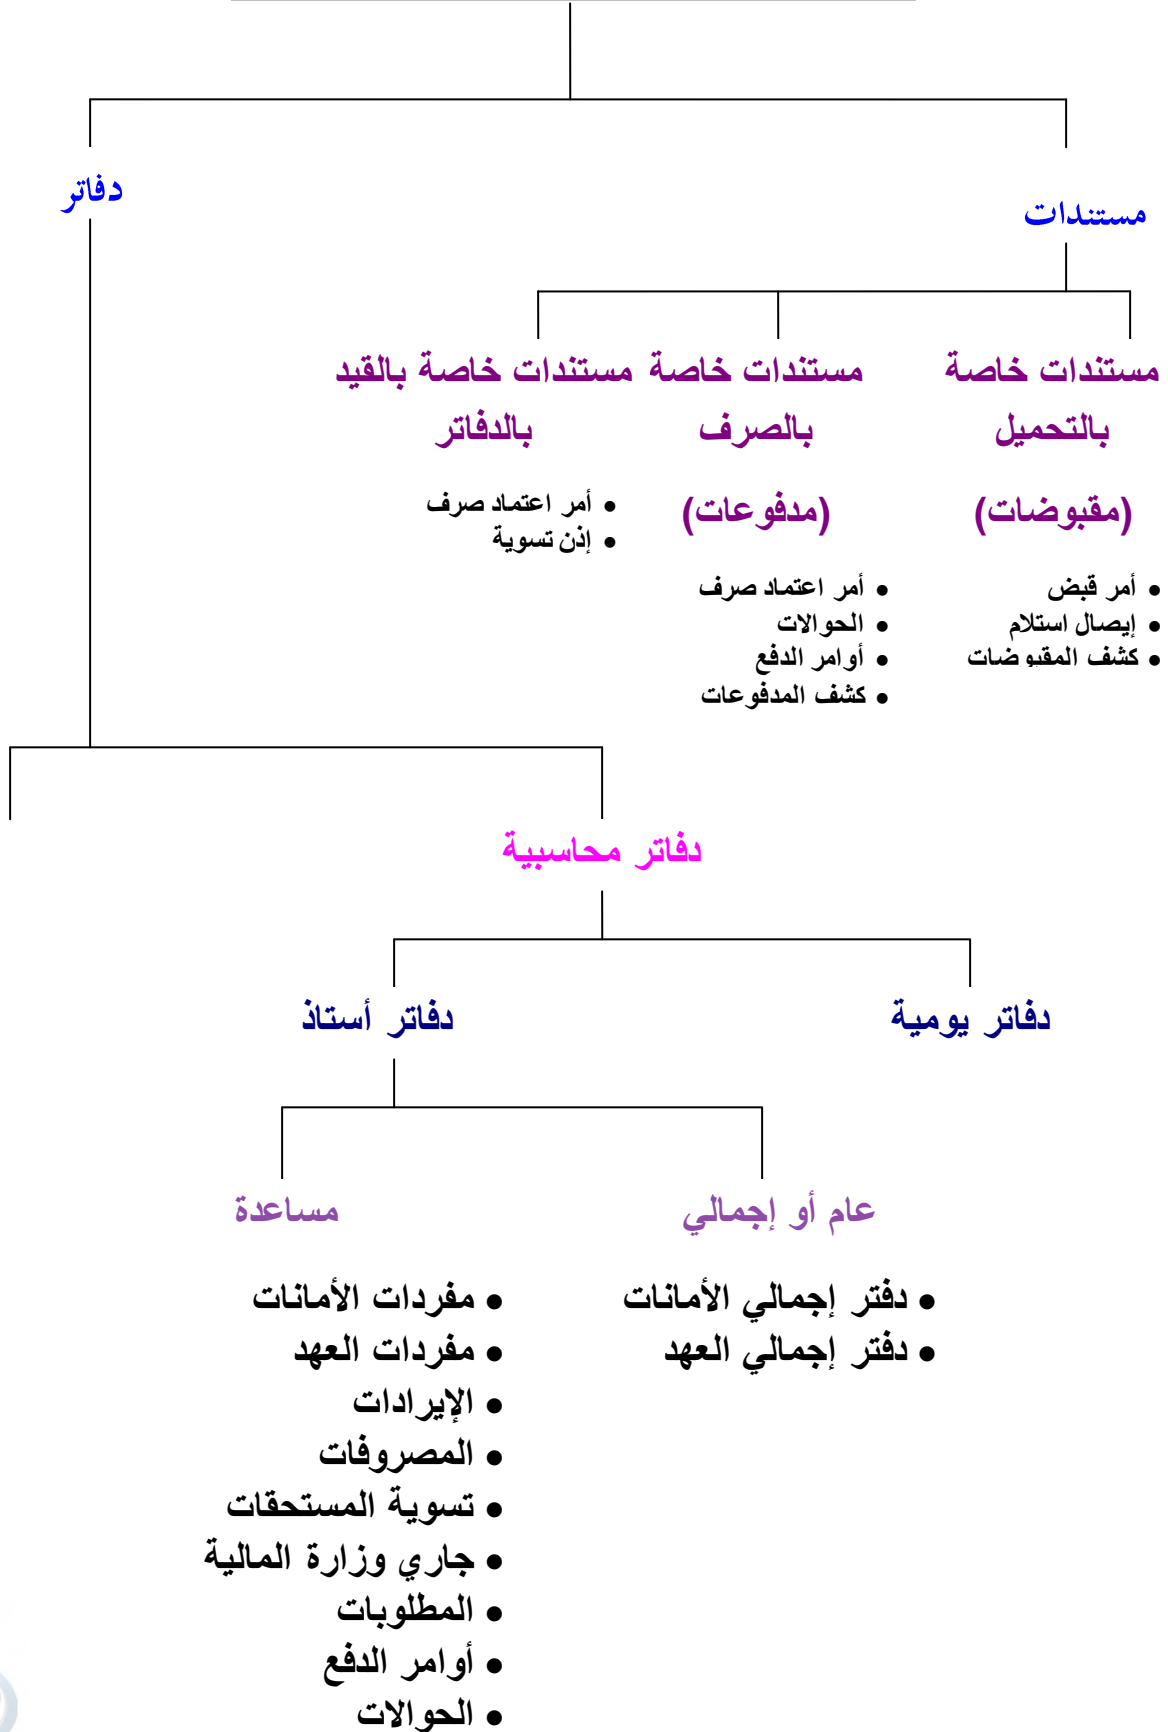 دفاتر
مستندات
مستندات خاصة
بالتحميل
(مقبوضات)
• أمر قبض
• إيصال استلام
• كشف المقبوضات
مستندات خاصة
بالصرف
(مدفوعات)
• أمر اعتماد صرف
• الحوالات
• أوامر الدفع
• كشف المدفوعات
مستندات خاصة بالقيد
بالدفاتر
• أمر اعتماد صرف
• إذن تسوية
دفاتر محاسبية
دفاتر يومية
دفاتر أستاذ
عام أو إجمالي
• دفتر إجمالي الأمانات
• دفتر إجمالي العهد
مساعدة
• مفردات الأمانات
• مفردات العهد
• الإيرادات
• المصروفات
• تسوية المستحقات
• جاري وزارة المالية
• المطلوبات
• أوامر الدفع
• الحوالات